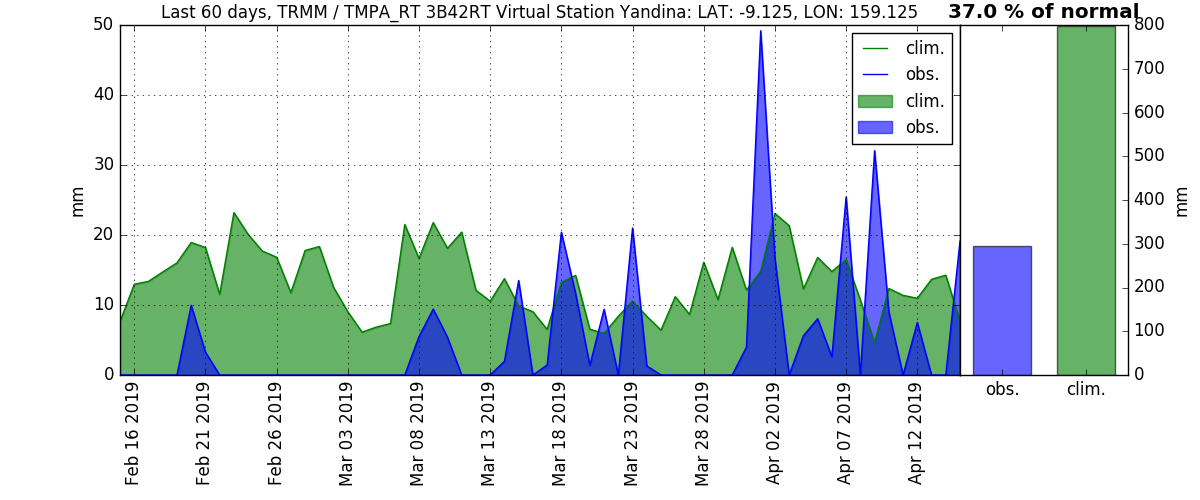 Last 60 days, TRMM / TMPA_RT 3B42RT Virtual Station Yandina: LAT: -9.125, LON: 159.125
37.0 % of normal
mm
50
40
30
20
10
0
clim.
obs.
clim.
obs.
Feb 16 2019
Feb 21 2019
Feb 26 2019
Mar 03 2019
Mar 08 2019
Mar 13 2019
Mar 18 2019
Mar 23 2019
Mar 28 2019
Apr 02 2019
Apr 07 2019
Apr 12 2019
obs.
clim.
800
700
600
500
400
300
200
100
0
mm